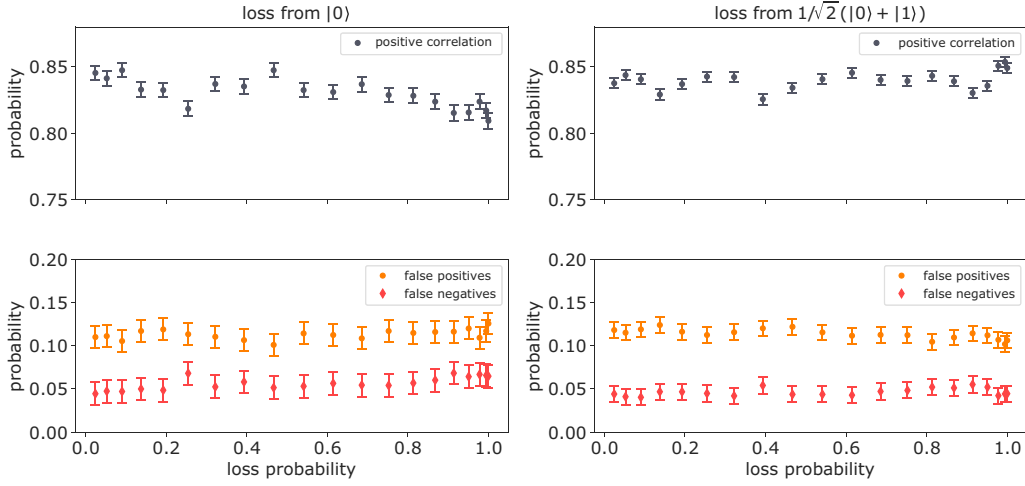 loss from |0⟩
probability
0.85
0.80
0.75
positive correlation
loss from 1/√2(|0⟩ + |1⟩)
probability
0.85
0.80
0.75
positive correlation
probability
0.20
0.15
0.10
0.05
0.00
false positives
false negatives
0.0 0.2 0.4 0.6 0.8 1.0
loss probability
probability
0.20
0.15
0.10
0.05
0.00
false positives
false negatives
0.0 0.2 0.4 0.6 0.8 1.0
loss probability